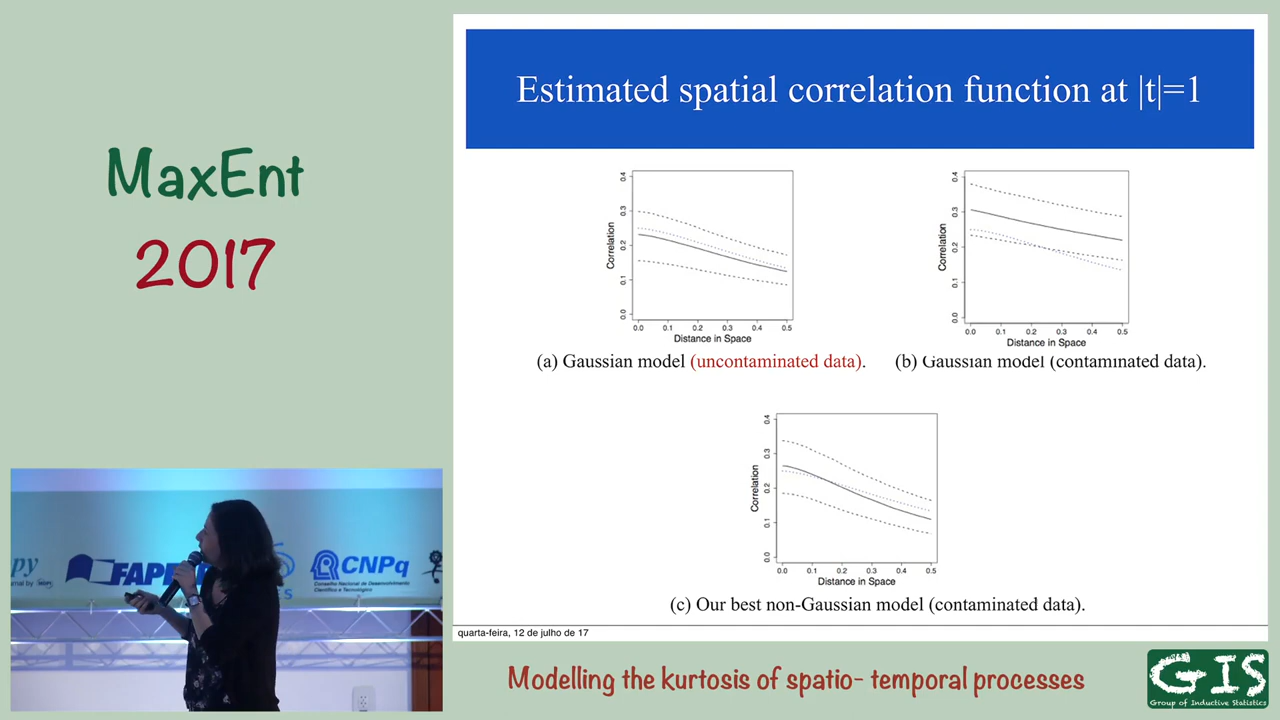 MaxEnt
2017
Estimated spatial correlation function at |t|=1
Correlation
0.0 0.1 0.2 0.3 0.4
0.0 0.1 0.2 0.3 0.4 0.5
Distance in Space
(a) Gaussian model (uncontaminated data).
Correlation
0.0 0.1 0.2 0.3 0.4
0.0 0.1 0.2 0.3 0.4 0.5
Distance in Space
(b) Gaussian model (contaminated data).
Correlation
0.0 0.1 0.2 0.3 0.4
0.0 0.1 0.2 0.3 0.4 0.5
Distance in Space
(c) Our best non-Gaussian model (contaminated data).
quarta-feira, 12 de julho de 17
CNPq
Conselho Nacional de Desenvolvimento
Científico e Tecnológico
Modelling the kurtosis of spatio- temporal processes
GIS
Group of Inductive Statistics